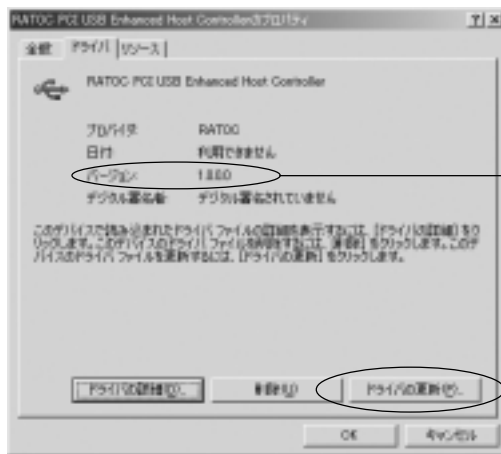 RATOC PCI USB Enhanced Host Controllerのプロパティ
全般 ドライバ リソース
RATOC PCI USB Enhanced Host Controller
プロバイダ: RATOC
日付: 利用できません
バージョン: 1.0.0.0
デジタル署名者: デジタル署名されていません
このデバイスで読み込まれたドライバ ファイルの詳細を表示するには、[ドライバの詳細] をク
リックします。このデバイスのドライバ ファイルを削除するには、[削除] をクリックします。このデ
バイスのドライバ ファイルを更新するには、[ドライバの更新] をクリックします。
ドライバの詳細(D)... 削除(U) ドライバの更新(P)...
OK キャンセル